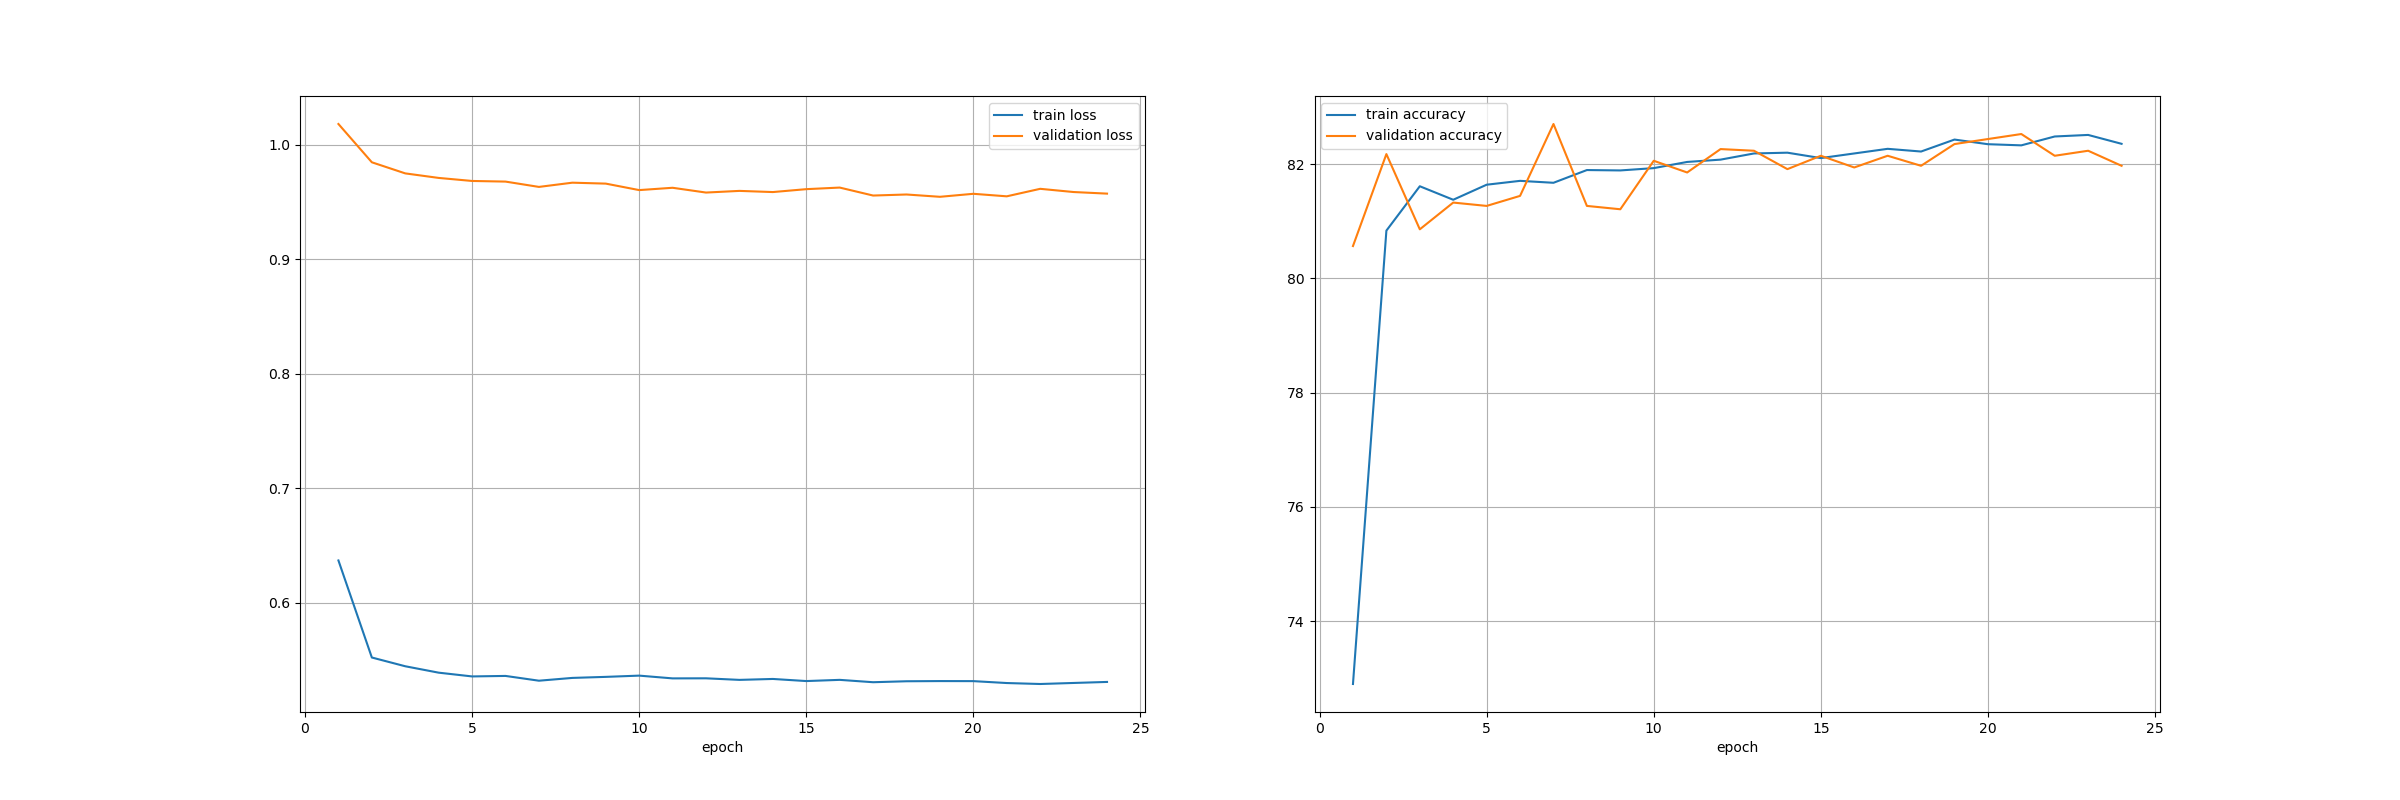 train loss
validation loss
1.0
0.9
0.8
0.7
0.6
0 5 10 15 20 25
epoch
train accuracy
validation accuracy
82
80
78
76
74
0 5 10 15 20 25
epoch